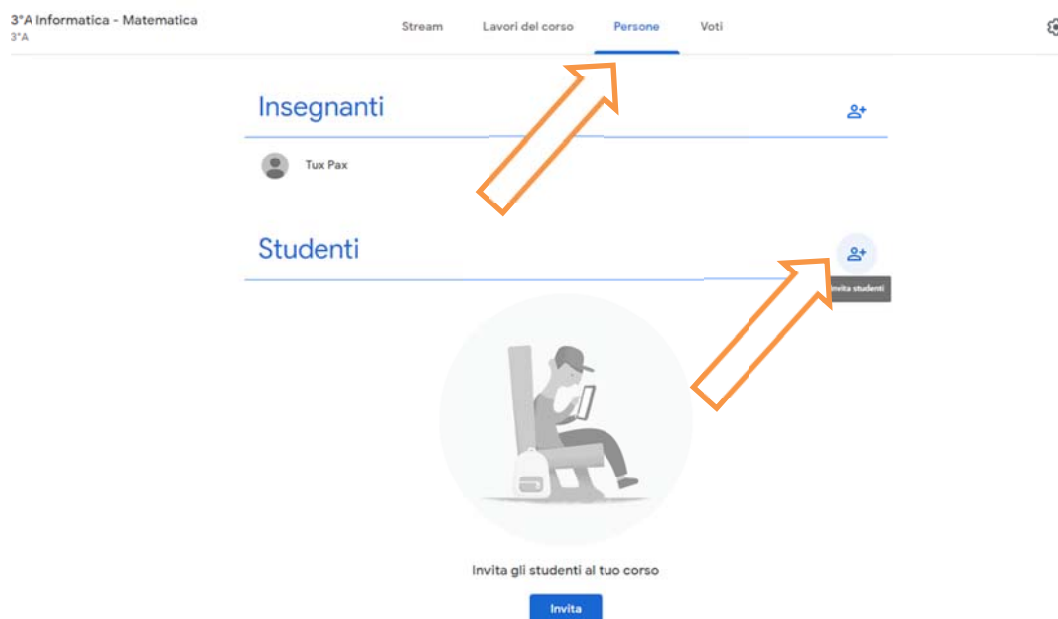 3°A Informatica - Matematica
3°A
Stream Lavori del corso Persone Voti
Insegnanti
Tux Pax
Studenti
Invita studenti
Invita gli studenti al tuo corso
Invita